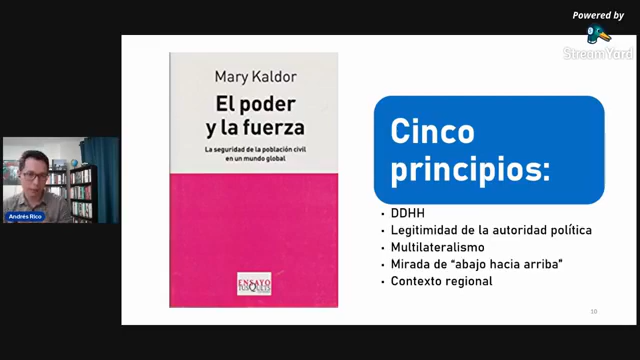 Powered by
StreamYard
Mary Kaldor
El poder
y la fuerza
La seguridad de la población civil
en un mundo global
ENSAYO
TUSQUETS
Cinco
principios:
• DDHH
• Legitimidad de la autoridad política
• Multilateralismo
• Mirada de “abajo hacia arriba”
• Contexto regional
Andrés Rico
10